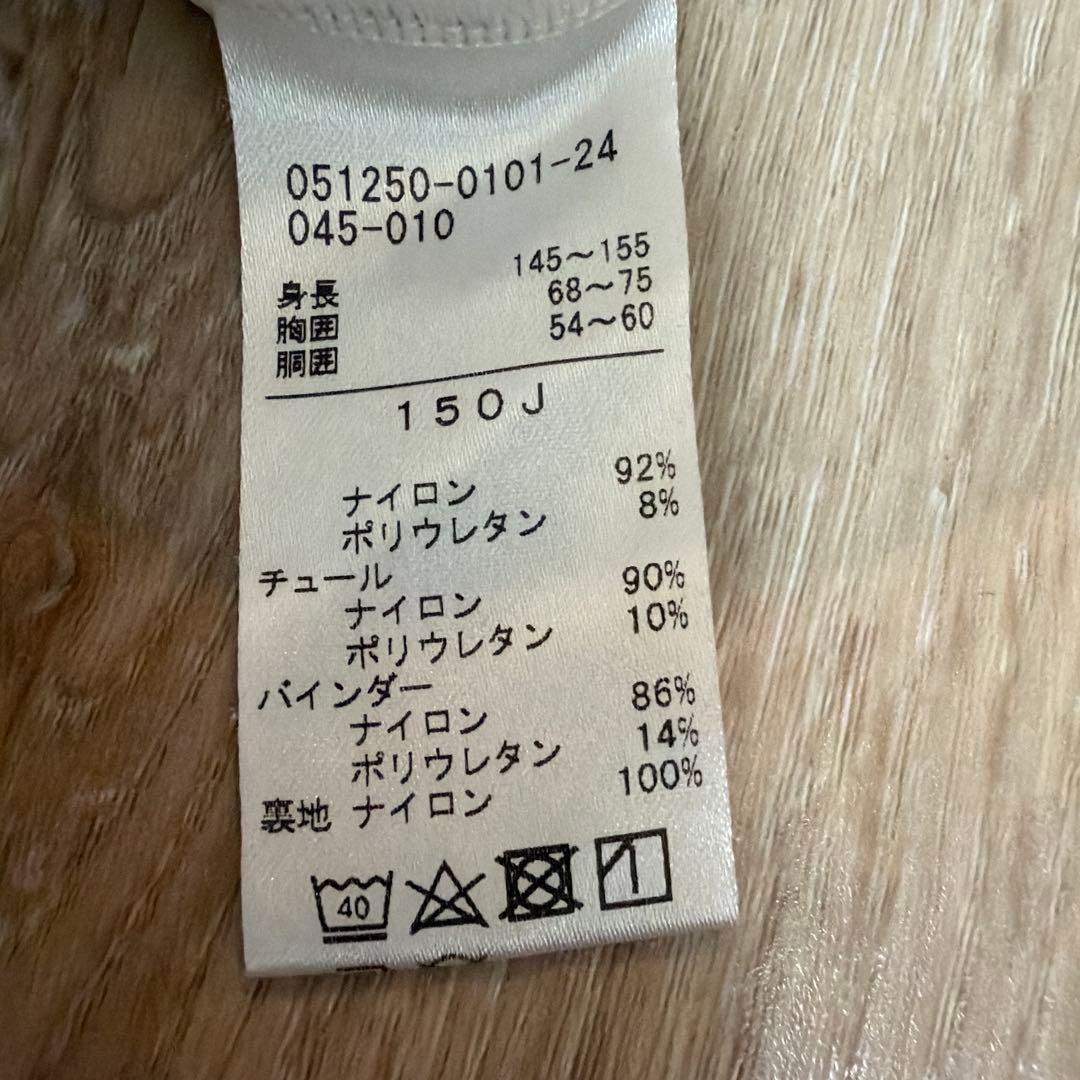 051250-0101-24
045-010
身長 145～155
胸囲 68～75
胴囲 54～60
150J
ナイロン 92%
ポリウレタン 8%
チュール
ナイロン 90%
ポリウレタン 10%
バインダー
ナイロン 86%
ポリウレタン 14%
裏地 ナイロン 100%
40